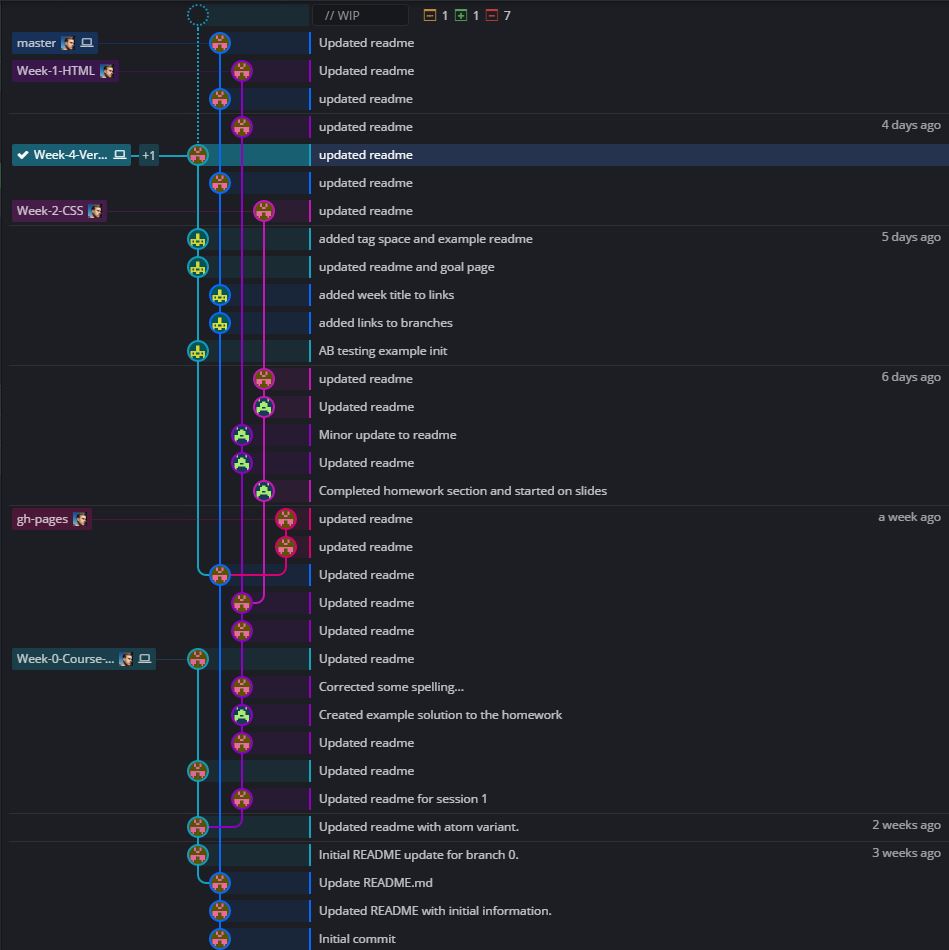 // WIP 1 1 7
master Updated readme
Week-1-HTML Updated readme
updated readme
updated readme 4 days ago
Week-4-Ver... +1 updated readme
updated readme
Week-2-CSS updated readme
added tag space and example readme 5 days ago
updated readme and goal page
added week title to links
added links to branches
AB testing example init
updated readme 6 days ago
Updated readme
Minor update to readme
Updated readme
Completed homework section and started on slides
gh-pages updated readme a week ago
updated readme
Updated readme
Updated readme
Updated readme
Week-0-Course-... Updated readme
Corrected some spelling...
Created example solution to the homework
Updated readme
Updated readme
Updated readme for session 1
Updated readme with atom variant. 2 weeks ago
Initial README update for branch 0. 3 weeks ago
Update README.md
Updated README with initial information.
Initial commit